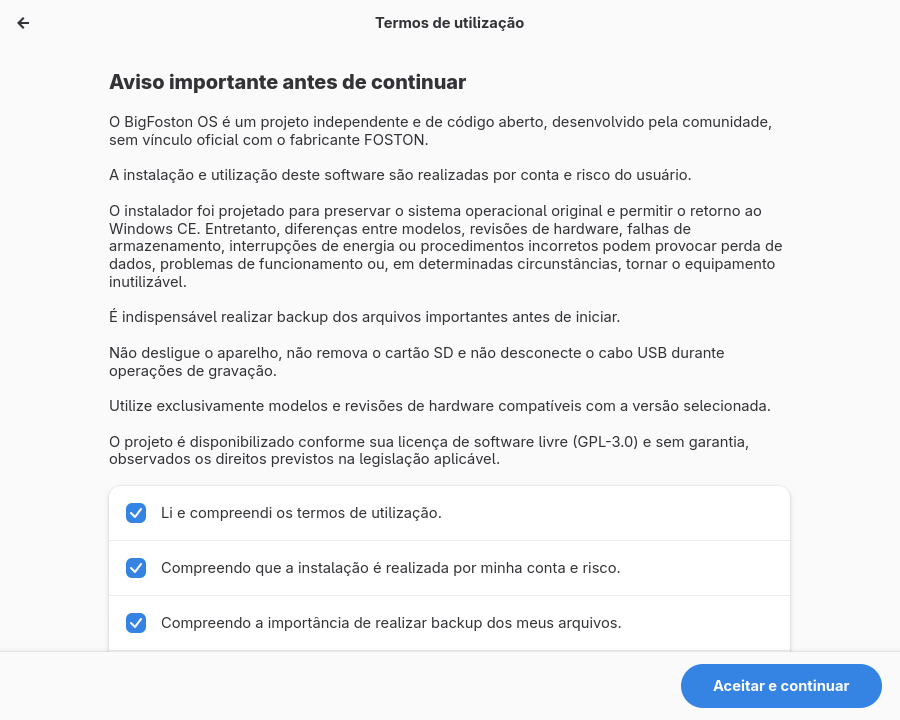 Termos de utilização
Aviso importante antes de continuar
O BigFoston OS é um projeto independente e de código aberto, desenvolvido pela comunidade,
sem vínculo oficial com o fabricante FOSTON.
A instalação e utilização deste software são realizadas por conta e risco do usuário.
O instalador foi projetado para preservar o sistema operacional original e permitir o retorno ao
Windows CE. Entretanto, diferenças entre modelos, revisões de hardware, falhas de
armazenamento, interrupções de energia ou procedimentos incorretos podem provocar perda de
dados, problemas de funcionamento ou, em determinadas circunstâncias, tornar o equipamento
inutilizável.
É indispensável realizar backup dos arquivos importantes antes de iniciar.
Não desligue o aparelho, não remova o cartão SD e não desconecte o cabo USB durante
operações de gravação.
Utilize exclusivamente modelos e revisões de hardware compatíveis com a versão selecionada.
O projeto é disponibilizado conforme sua licença de software livre (GPL-3.0) e sem garantia,
observados os direitos previstos na legislação aplicável.
Li e compreendi os termos de utilização.
Compreendo que a instalação é realizada por minha conta e risco.
Compreendo a importância de realizar backup dos meus arquivos.
Aceitar e continuar